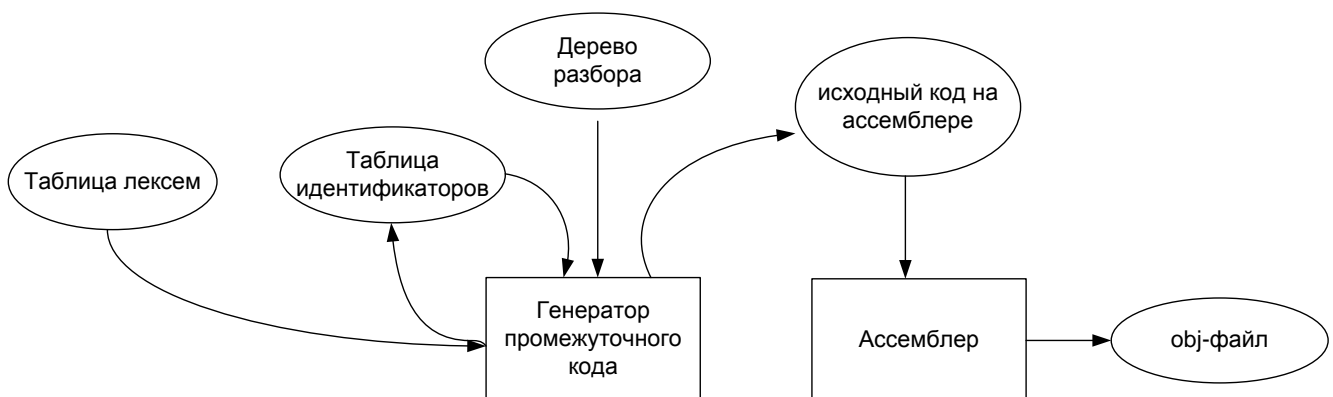 Дерево
разбора
исходный код на
ассемблере
Таблица лексем
Таблица
идентификаторов
Генератор
промежуточного
кода
Ассемблер
obj-файл